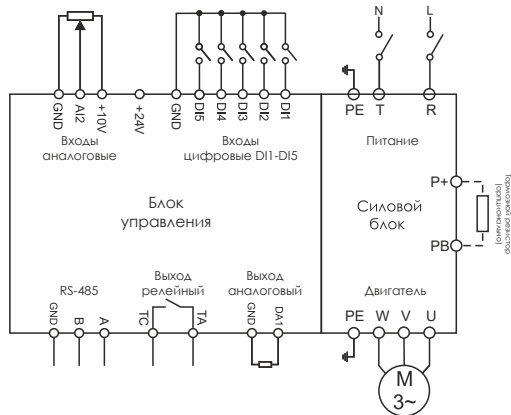 N L
GND
AI2
+10V
+24V
GND
DI5
DI4
DI3
DI2
DI1
PE T R
Входы
аналоговые
Входы
цифровые DI1-DI5
Питание
Блок
управления
Силовой
блок
P+
PB
Тормозной резистор
(опционально)
RS-485
Выход
релейный
Выход
аналоговый
Двигатель
GND
B
A
TC
TA
GND
DA1
PE W V U
M
3~